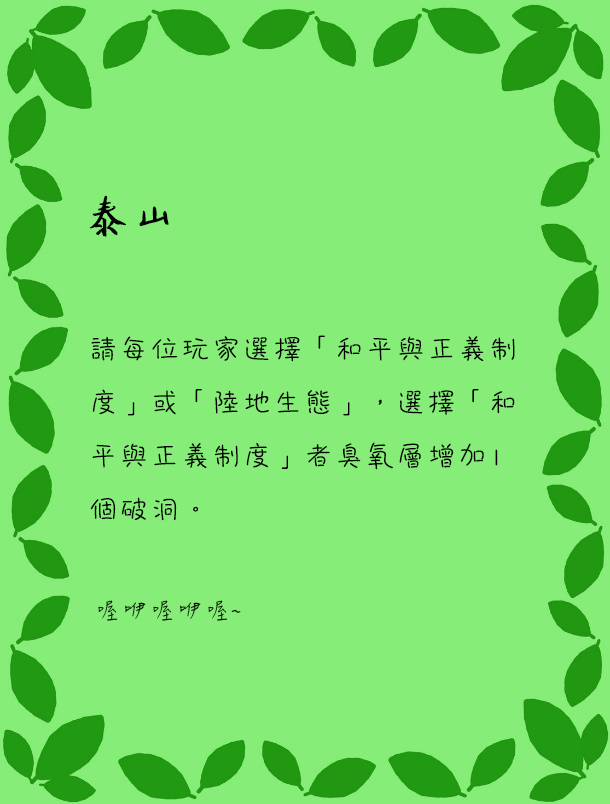 泰山
請每位玩家選擇「和平與正義制
度」或「陸地生態」，選擇「和
平與正義制度」者臭氧層增加1
個破洞。
喔咿喔咿喔~